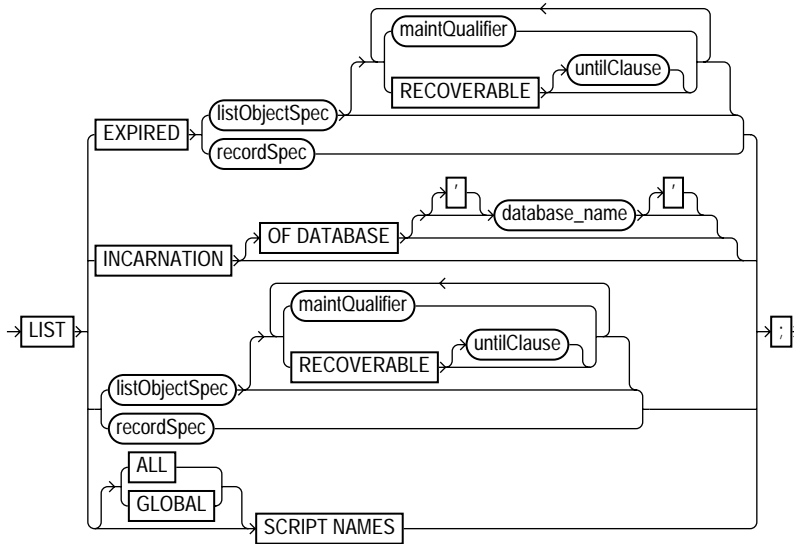 maintQualifier
untilClause
RECOVERABLE
listObjectSpec
EXPIRED
recordSpec
' '
database_name
OF DATABASE
INCARNATION
maintQualifier
LIST
untilClause
;
RECOVERABLE
listObjectSpec
recordSpec
ALL
GLOBAL
SCRIPT NAMES